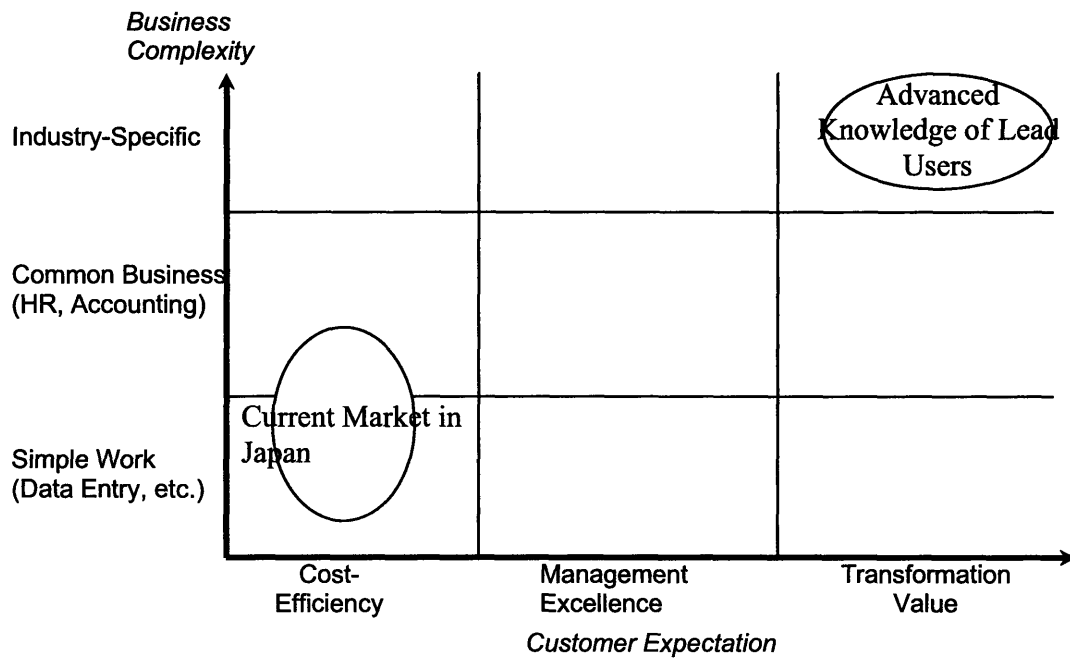 Business
Complexity
Industry-Specific
Advanced
Knowledge of Lead
Users
Common Business
(HR, Accounting)
Current Market in
Japan
Simple Work
(Data Entry, etc.)
Cost-
Efficiency
Management
Excellence
Transformation
Value
Customer Expectation